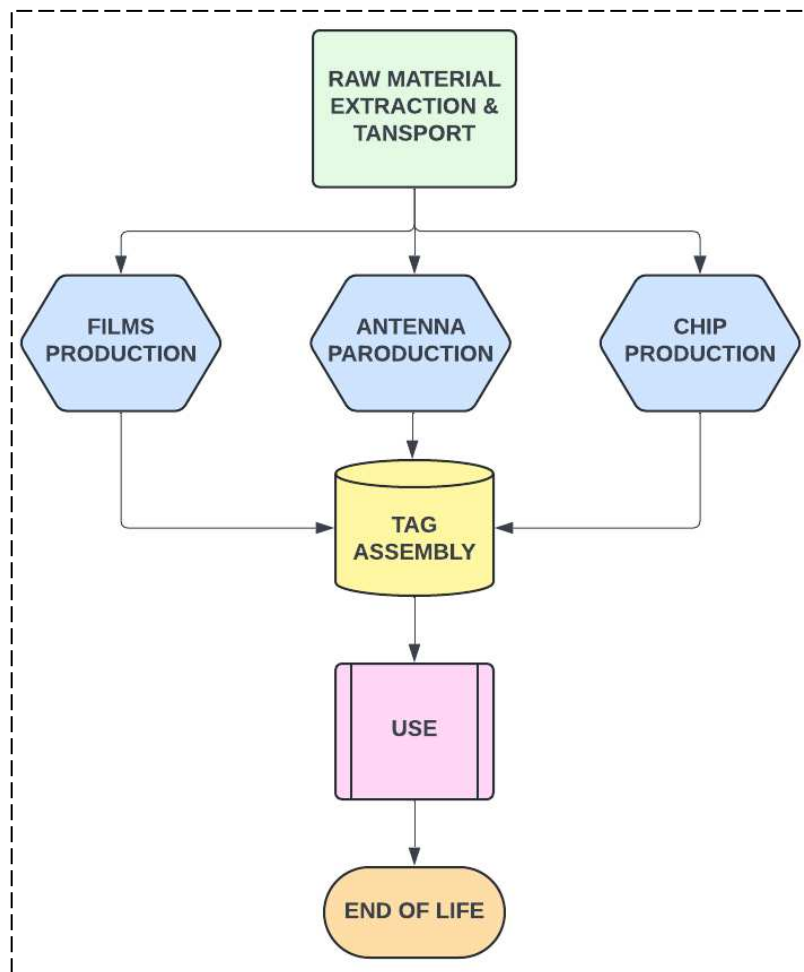 RAW MATERIAL
EXTRACTION &
TANSPORT
FILMS
PRODUCTION
ANTENNA
PARODUCTION
CHIP
PRODUCTION
TAG
ASSEMBLY
USE
END OF LIFE